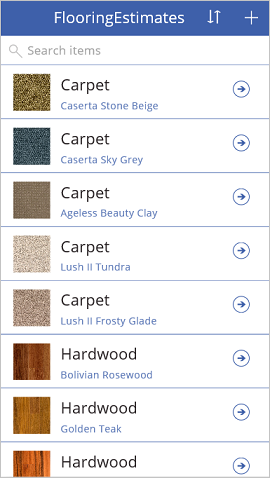 FlooringEstimates
Search items
Carpet
Caserta Stone Beige
Carpet
Caserta Sky Grey
Carpet
Ageless Beauty Clay
Carpet
Lush II Tundra
Carpet
Lush II Frosty Glade
Hardwood
Bolivian Rosewood
Hardwood
Golden Teak
Hardwood